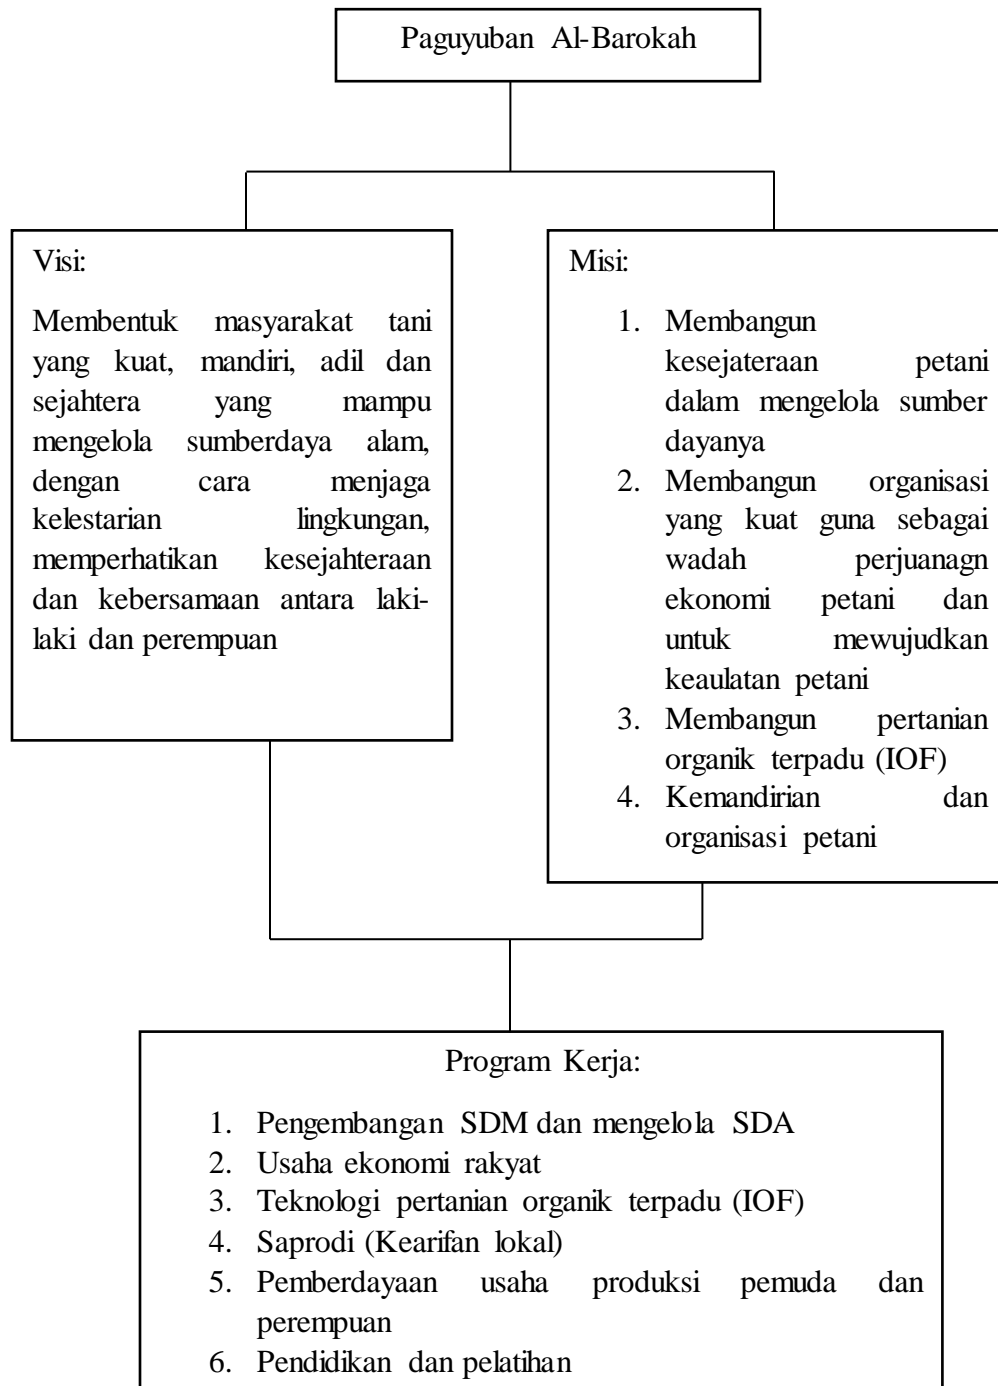 Paguyuban Al-Barokah
Visi:
Membentuk masyarakat tani
yang kuat, mandiri, adil dan
sejahtera yang mampu
mengelola sumberdaya alam,
dengan cara menjaga
kelestarian lingkungan,
memperhatikan kesejahteraan
dan kebersamaan antara laki-
laki dan perempuan
Misi:
1. Membangun
kesejateraan petani
dalam mengelola sumber
dayanya
2. Membangun organisasi
yang kuat guna sebagai
wadah perjuanagn
ekonomi petani dan
untuk mewujudkan
keaulatan petani
3. Membangun pertanian
organik terpadu (IOF)
4. Kemandirian dan
organisasi petani
Program Kerja:
1. Pengembangan SDM dan mengelola SDA
2. Usaha ekonomi rakyat
3. Teknologi pertanian organik terpadu (IOF)
4. Saprodi (Kearifan lokal)
5. Pemberdayaan usaha produksi pemuda dan
perempuan
6. Pendidikan dan pelatihan